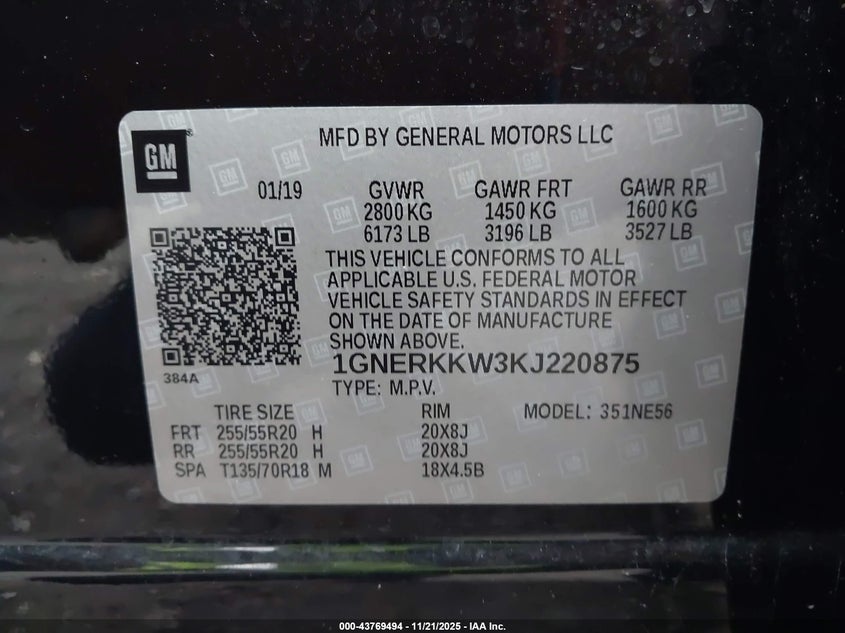 GM
MFD BY GENERAL MOTORS LLC
01/19 GVWR GAWR FRT GAWR RR
2800 KG 1450 KG 1600 KG
6173 LB 3196 LB 3527 LB
THIS VEHICLE CONFORMS TO ALL
APPLICABLE U.S. FEDERAL MOTOR
VEHICLE SAFETY STANDARDS IN EFFECT
ON THE DATE OF MANUFACTURE
SHOWN ABOVE.
384A
1GNERKKW3KJ220875
TYPE: M.P.V.
TIRE SIZE RIM MODEL: 351NE56
FRT 255/55R20 H 20X8J
RR 255/55R20 H 20X8J
SPA T135/70R18 M 18X4.5B
000-43769494 - 11/21/2025 - IAA Inc.